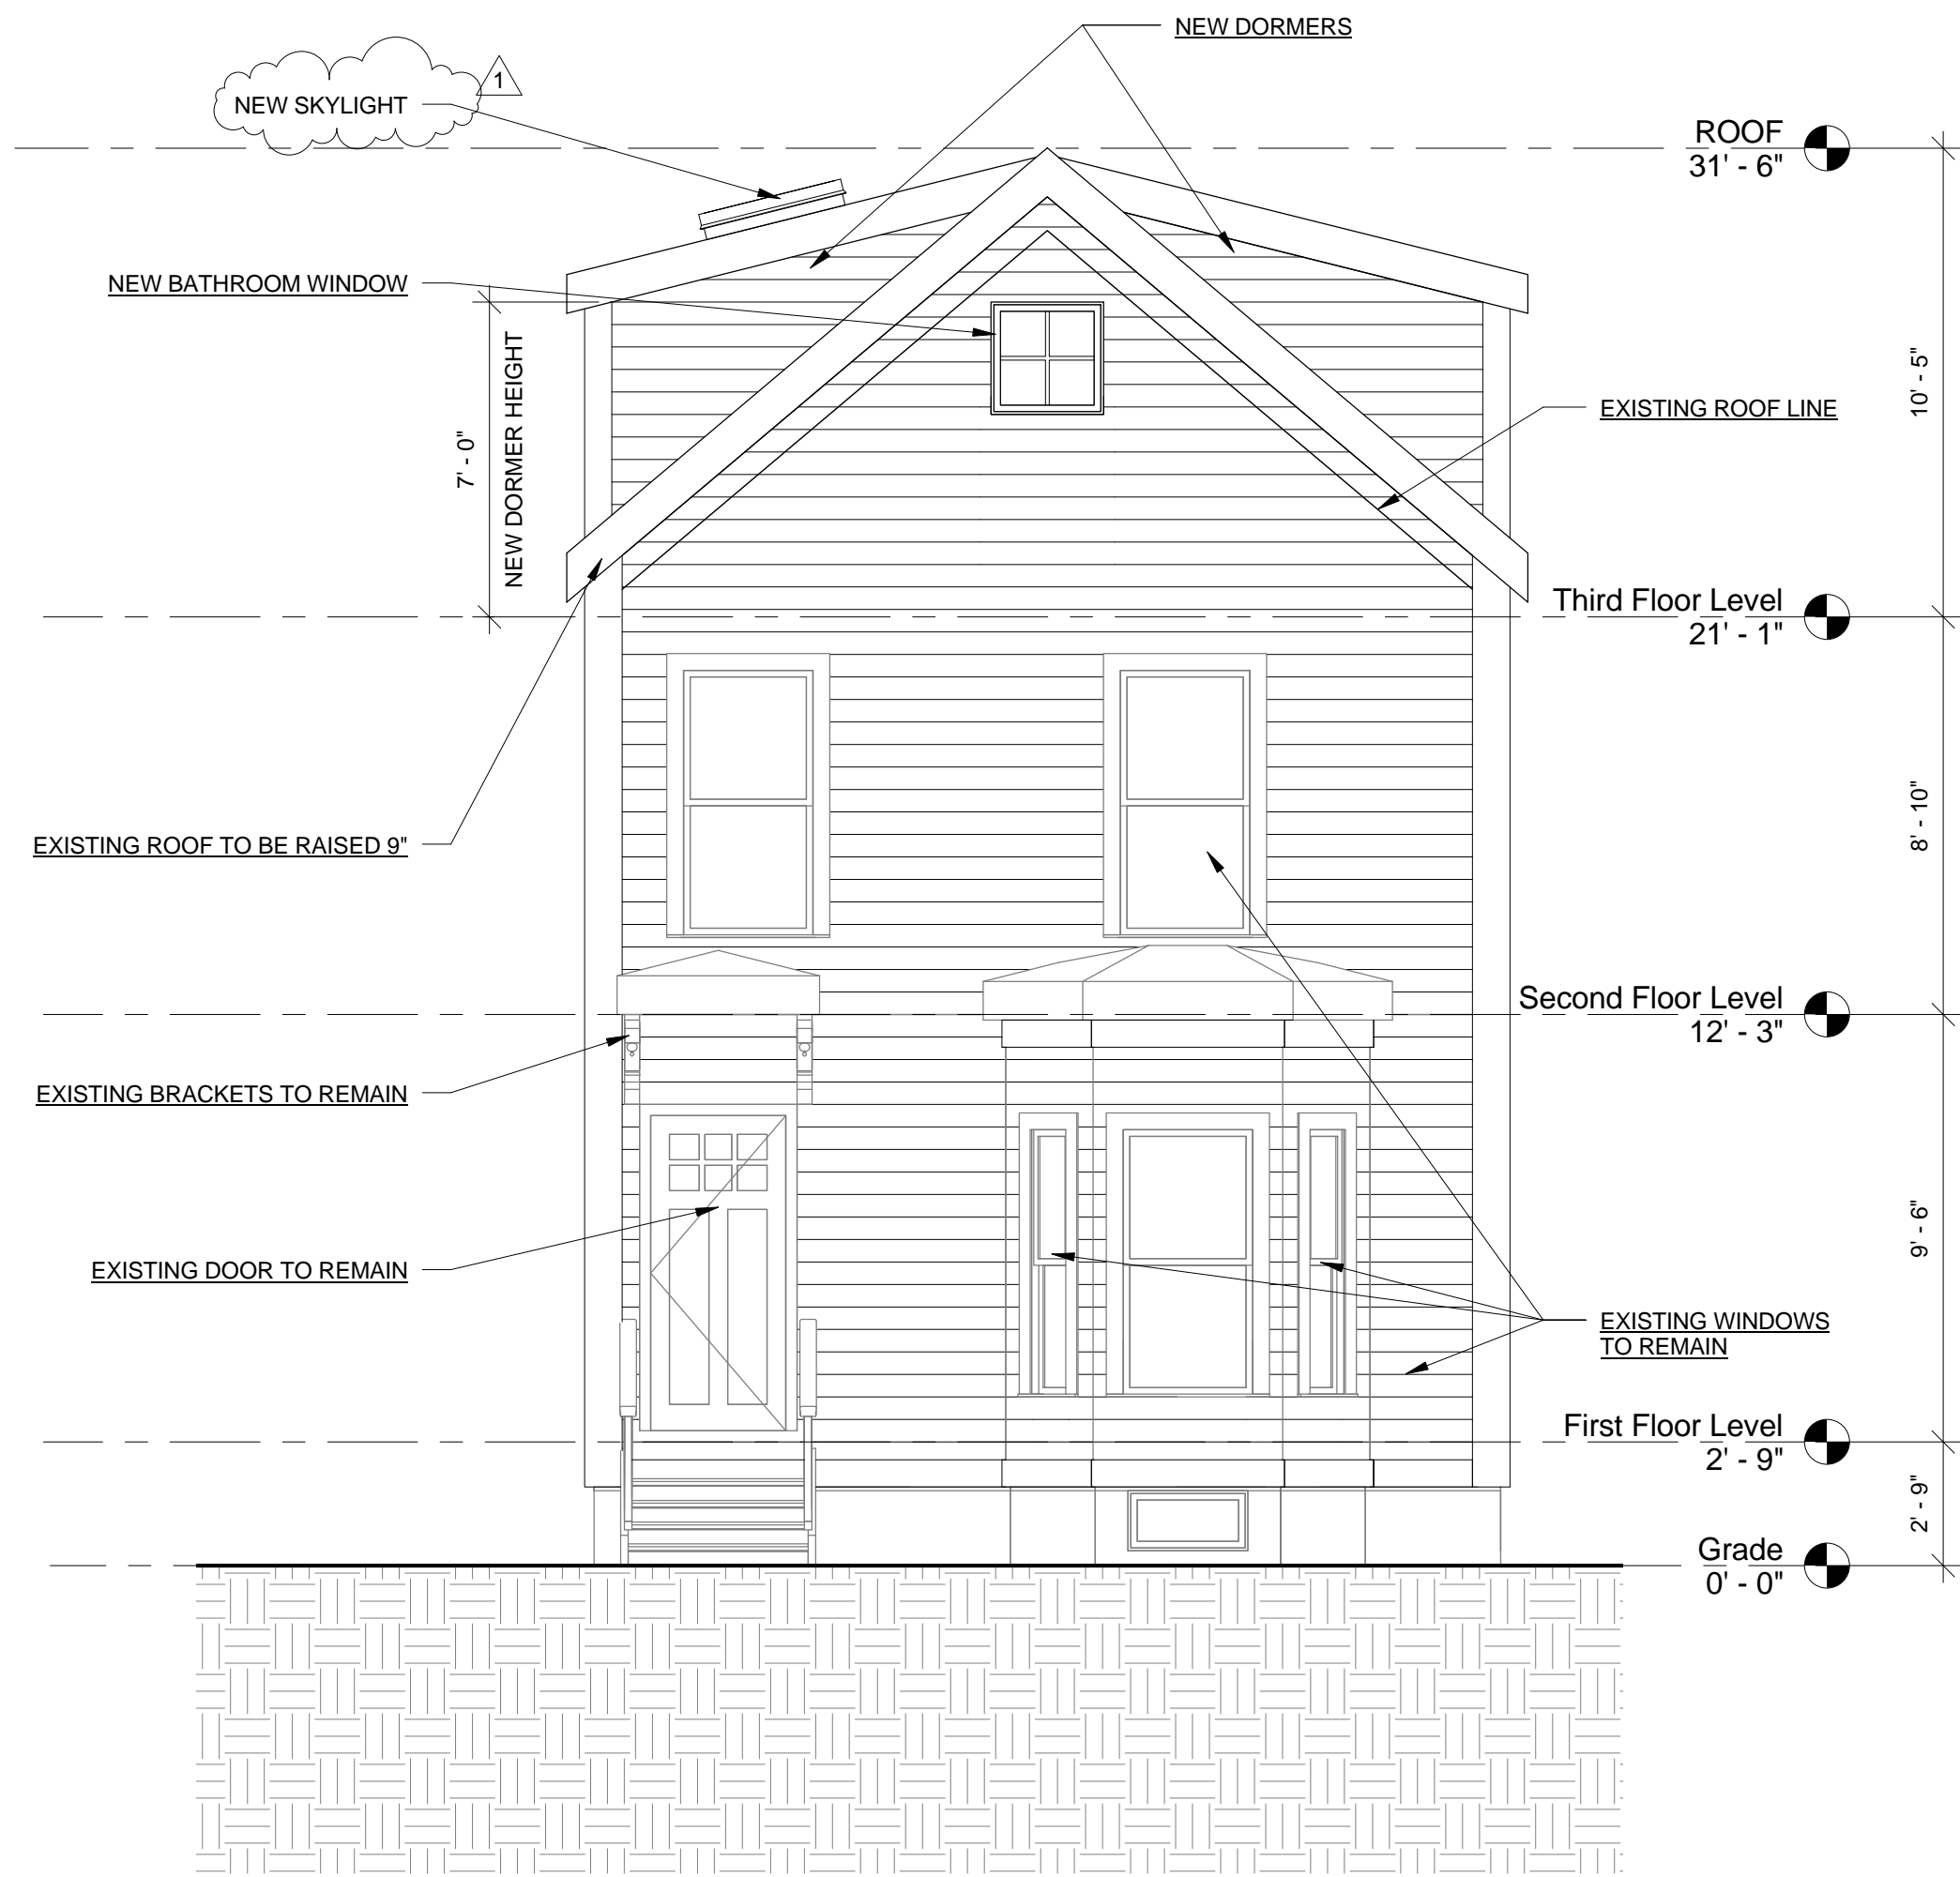 NEW DORMERS
1
NEW SKYLIGHT
ROOF
31' - 6"
NEW BATHROOM WINDOW
NEW DORMER HEIGHT
7' - 0"
10' - 5"
EXISTING ROOF LINE
Third Floor Level
21' - 1"
EXISTING ROOF TO BE RAISED 9"
8' - 10"
Second Floor Level
12' - 3"
EXISTING BRACKETS TO REMAIN
9' - 6"
EXISTING DOOR TO REMAIN
EXISTING WINDOWS
TO REMAIN
First Floor Level
2' - 9"
2' - 9"
Grade
0' - 0"